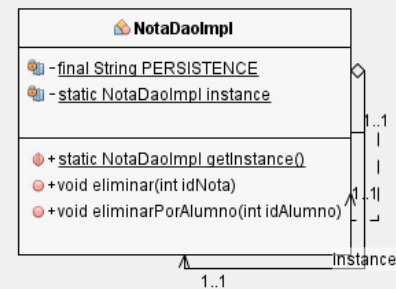 NotaDaoImpl
- final String PERSISTENCE
- static NotaDaoImpl instance
+ static NotaDaoImpl getInstance()
+ void eliminar(int idNota)
+ void eliminarPorAlumno(int idAlumno)
1..1
1..1
instance
1..1